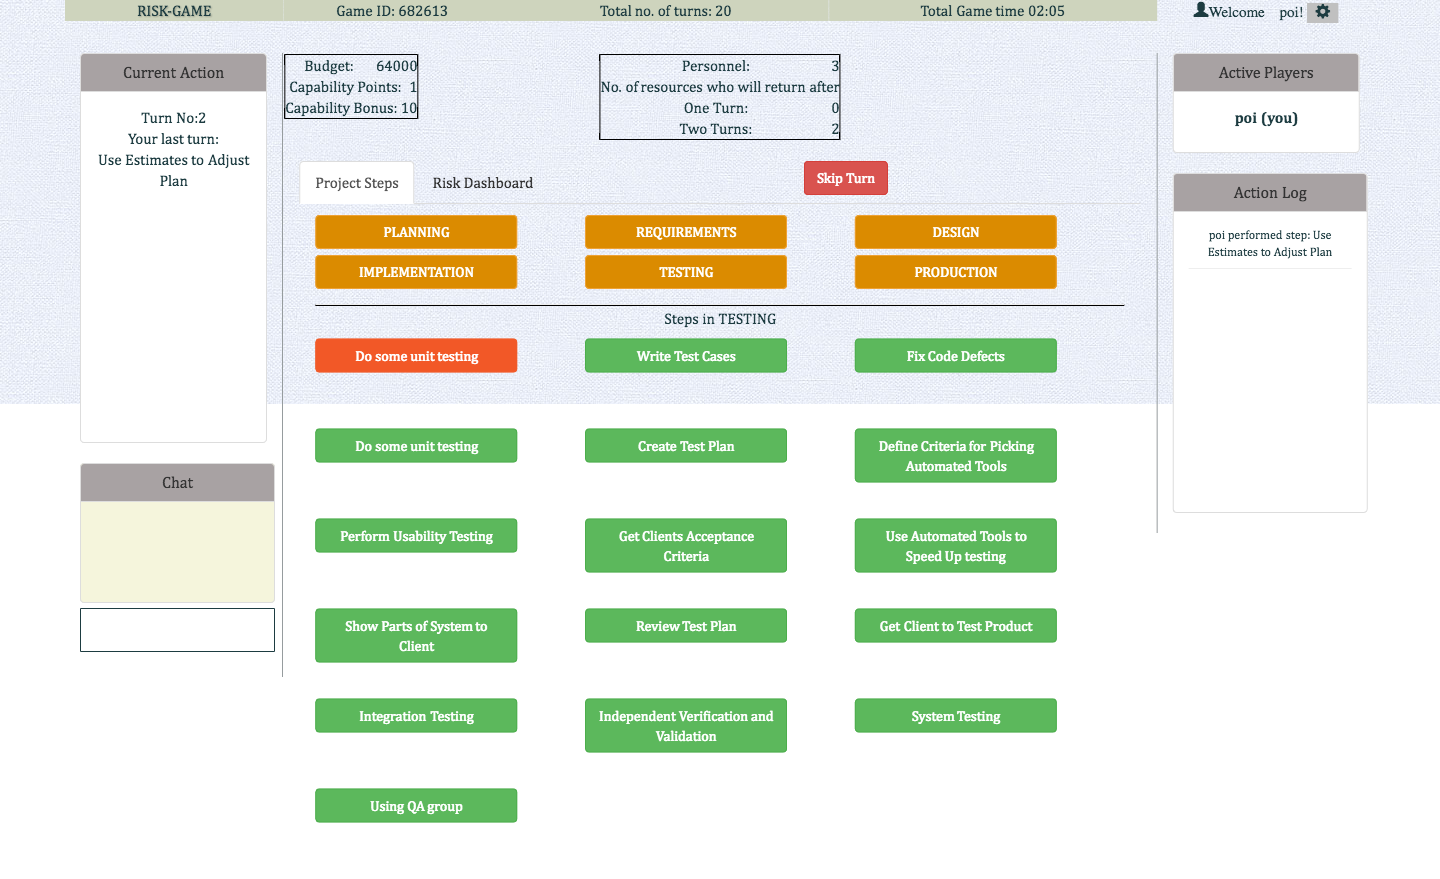 RISK-GAME
Game ID: 682613
Total no. of turns: 20
Total Game time 02:05
Welcome poi!
Current Action
Turn No:2
Your last turn:
Use Estimates to Adjust
Plan
Budget: 64000
Capability Points: 1
Capability Bonus: 10
Personnel: 3
No. of resources who will return after
One Turn: 0
Two Turns: 2
Project Steps
Risk Dashboard
Skip Turn
PLANNING
REQUIREMENTS
DESIGN
IMPLEMENTATION
TESTING
PRODUCTION
Steps in TESTING
Do some unit testing
Write Test Cases
Fix Code Defects
Do some unit testing
Create Test Plan
Define Criteria for Picking
Automated Tools
Perform Usability Testing
Get Clients Acceptance
Criteria
Use Automated Tools to
Speed Up testing
Show Parts of System to
Client
Review Test Plan
Get Client to Test Product
Integration Testing
Independent Verification and
Validation
System Testing
Using QA group
Chat
Active Players
poi (you)
Action Log
poi performed step: Use
Estimates to Adjust Plan